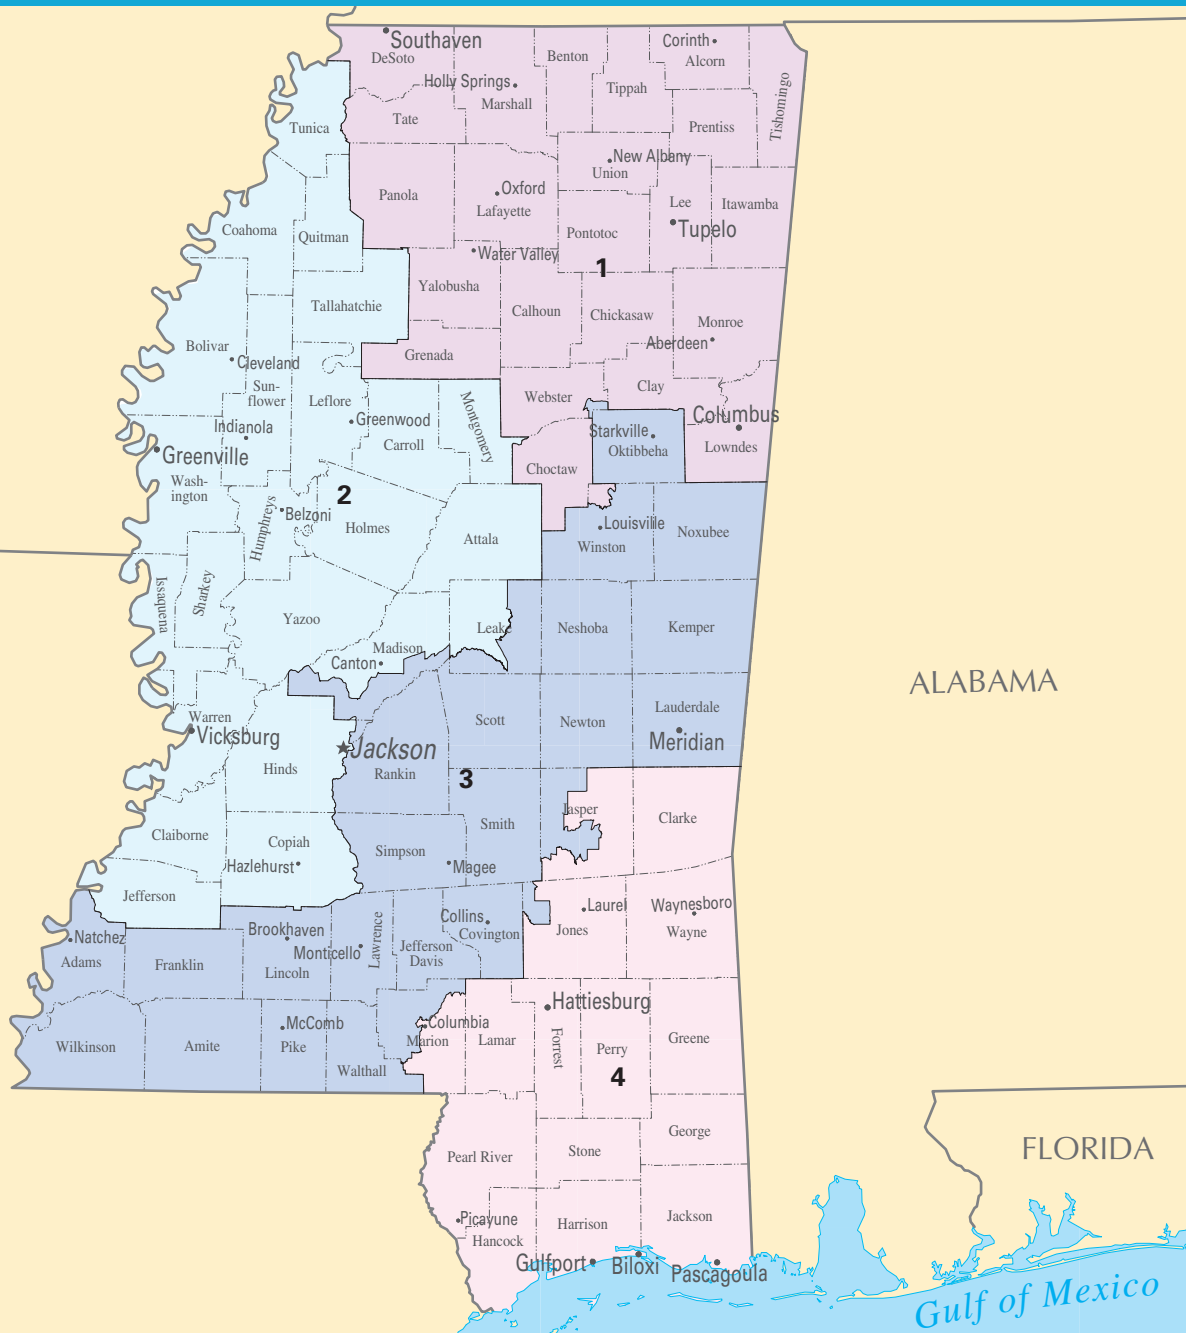 Southaven
DeSoto
Holly Springs
Marshall
Benton
Tippah
Corinth
Alcorn
Tishomingo
Tunica
Tate
Prentiss
New Albany
Union
Panola
Oxford
Lafayette
Lee
Itawamba
Coahoma
Quitman
Pontotoc
Tupelo
Water Valley
1
Yalobusha
Tallahatchie
Calhoun
Chickasaw
Monroe
Aberdeen
Bolivar
Cleveland
Grenada
Sun-
flower
Leflore
Webster
Clay
Montgomery
Indianola
Greenwood
Carroll
Columbus
Starkville
Oktibbeha
Lowndes
Greenville
Choctaw
Wash-
ington
2
Humphreys
Belzoni
Holmes
Attala
Louisville
Winston
Noxubee
Issaquena
Sharkey
Yazoo
Leake
Neshoba
Kemper
Madison
Canton
ALABAMA
Warren
Vicksburg
Scott
Newton
Lauderdale
Meridian
Jackson
Hinds
Rankin
3
Jasper
Clarke
Smith
Claiborne
Copiah
Hazlehurst
Simpson
Magee
Jefferson
Laurel
Waynesboro
Natchez
Adams
Franklin
Brookhaven
Monticello
Lincoln
Lawrence
Collins
Covington
Jefferson
Davis
Jones
Wayne
Hattiesburg
Columbia
Marion
McComb
Wilkinson
Amite
Pike
Walthall
Lamar
Forrest
Perry
Greene
4
George
FLORIDA
Pearl River
Stone
Picayune
Hancock
Harrison
Jackson
Gulfport
Biloxi
Pascagoula
Gulf of Mexico